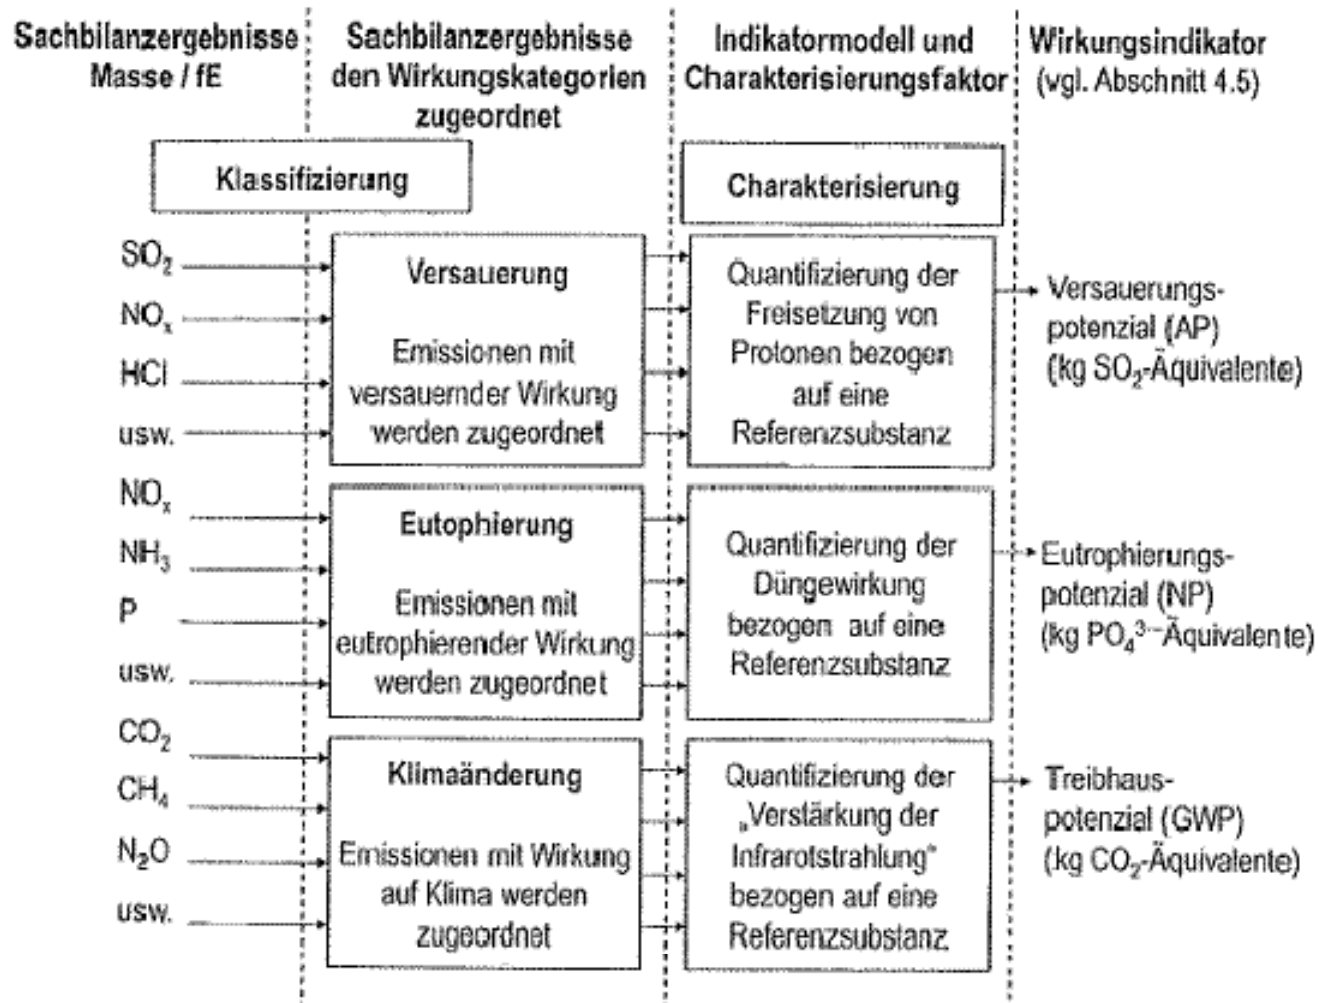 Sachbilanzergebnisse
Masse / fE
Sachbilanzergebnisse
den Wirkungskategorien
zugeordnet
Indikatormodell und
Charakterisierungsfaktor
Wirkungsindikator
(vgl. Abschnitt 4.5)
Klassifizierung
Charakterisierung
SO₂
NOₓ
HCl
usw.
Versauerung
Emissionen mit
versauernder Wirkung
werden zugeordnet
Quantifizierung der
Freisetzung von
Protonen bezogen
auf eine
Referenzsubstanz
Versauerungs-
potenzial (AP)
(kg SO₂-Äquivalente)
NOₓ
NH₃
P
usw.
Eutophierung
Emissionen mit
eutrophierender Wirkung
werden zugeordnet
Quantifizierung der
Düngewirkung
bezogen auf eine
Referenzsubstanz
Eutrophierungs-
potenzial (NP)
(kg PO₄³⁻-Äquivalente)
CO₂
CH₄
N₂O
usw.
Klimaänderung
Emissionen mit Wirkung
auf Klima werden
zugeordnet
Quantifizierung der
„Verstärkung der
Infrarotstrahlung“
bezogen auf eine
Referenzsubstanz
Treibhaus-
potenzial (GWP)
(kg CO₂-Äquivalente)